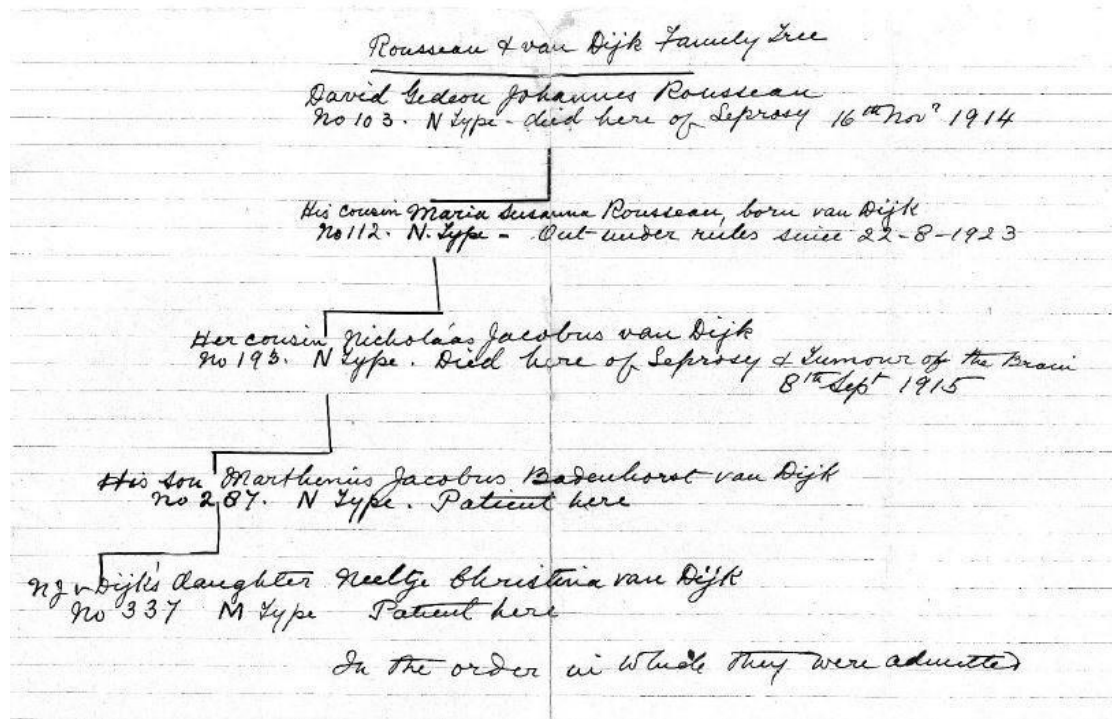 Rousseau & van Dijk Family Tree
David Gedeon Johannes Rousseau
No 103. N Type - died here of Leprosy 16th Novr 1914
His cousin Maria Susanna Rousseau, born van Dijk
No 112. N. Type - Out under rules since 22-8-1923
Her cousin Nicholaas Jacobus van Dijk
No 193. N Type. Died here of Leprosy & Tumour of the Brain
8th Sept 1915
His son Marthinus Jacobus Badenhorst van Dijk
No 287. N Type. Patient here
NJ v Dijk's daughter Neeltje Christina van Dijk
No 337 M Type Patient here
In the order in which they were admitted